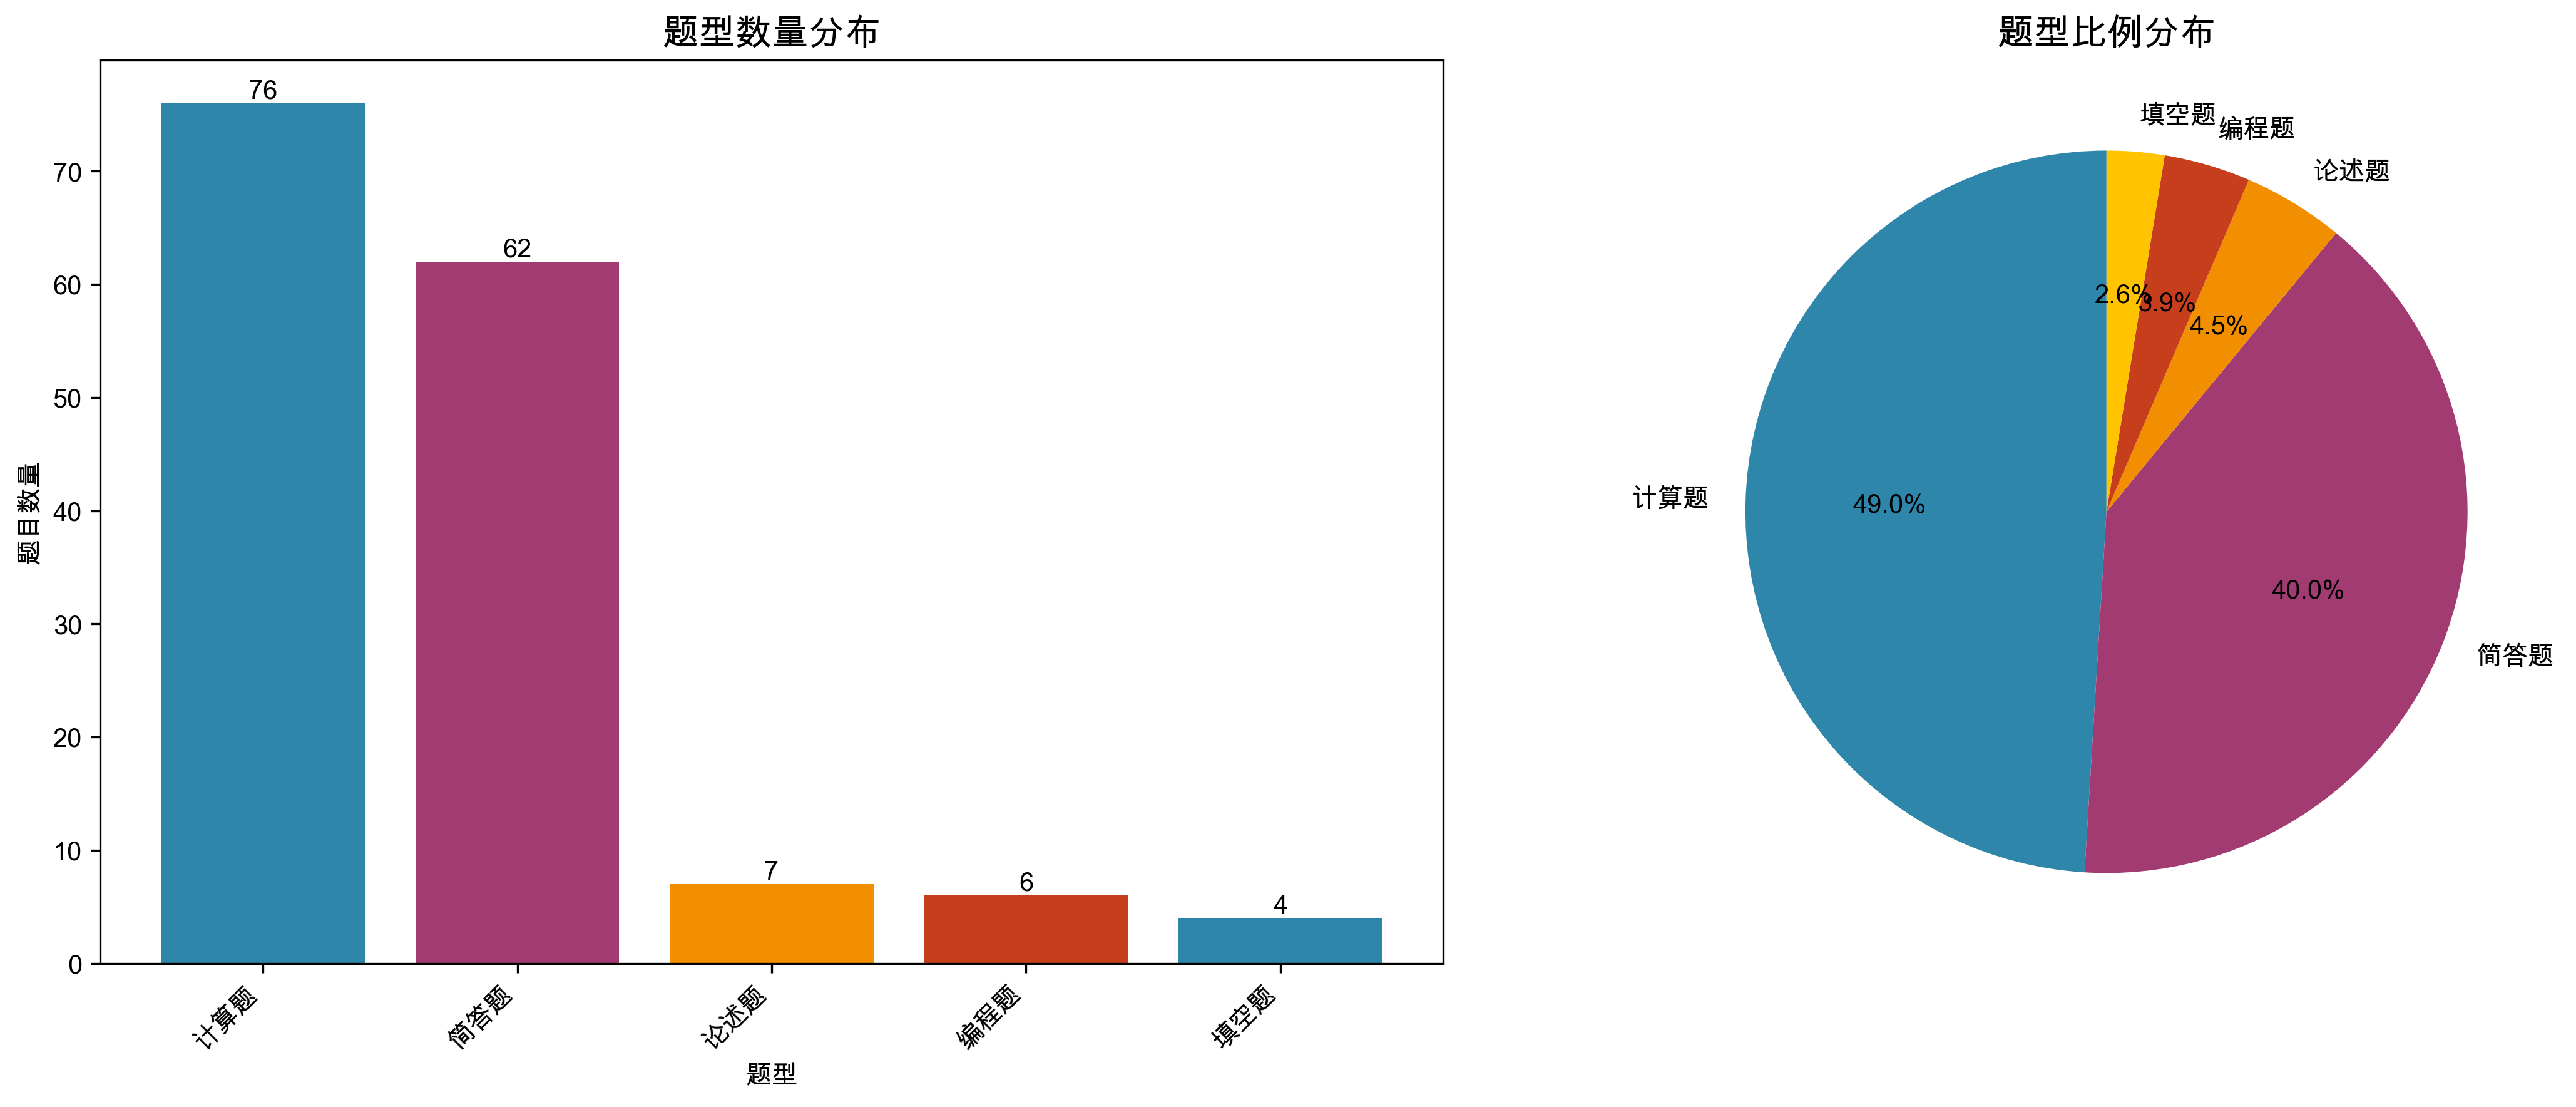 题型数量分布
76
62
7
6
4
70
60
50
40
30
20
10
0
题目数量
计算题
简答题
论述题
编程题
填空题
题型
题型比例分布
填空题
编程题
论述题
计算题
简答题
2.6%
3.9%
4.5%
49.0%
40.0%